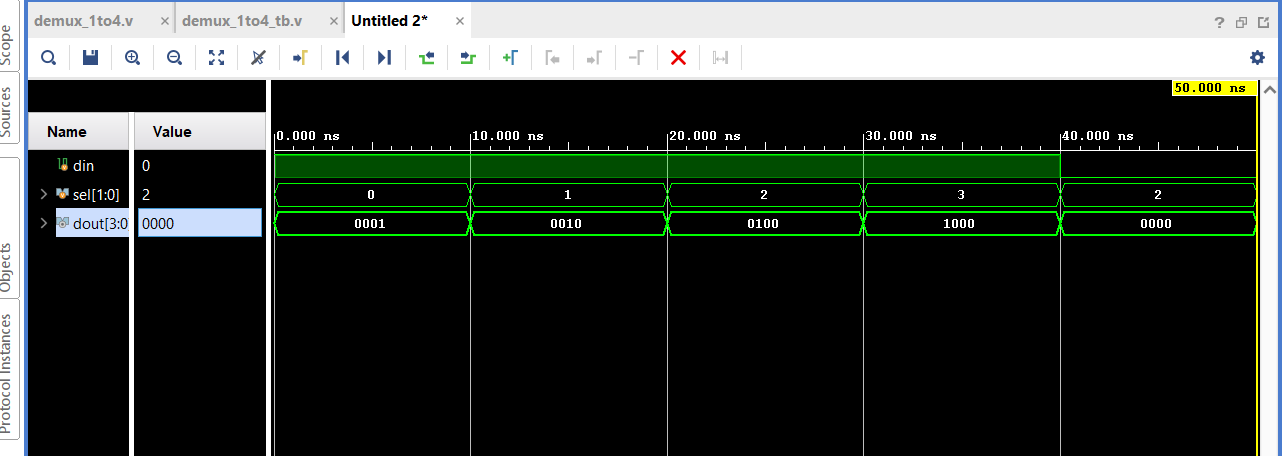 demux_1to4.v × demux_1to4_tb.v × Untitled 2* ×
?
Scope
Sources
Objects
Protocol Instances
50.000 ns
Name Value
0.000 ns 10.000 ns 20.000 ns 30.000 ns 40.000 ns
din 0
sel[1:0] 2 0 1 2 3 2
dout[3:0 0000 0001 0010 0100 1000 0000